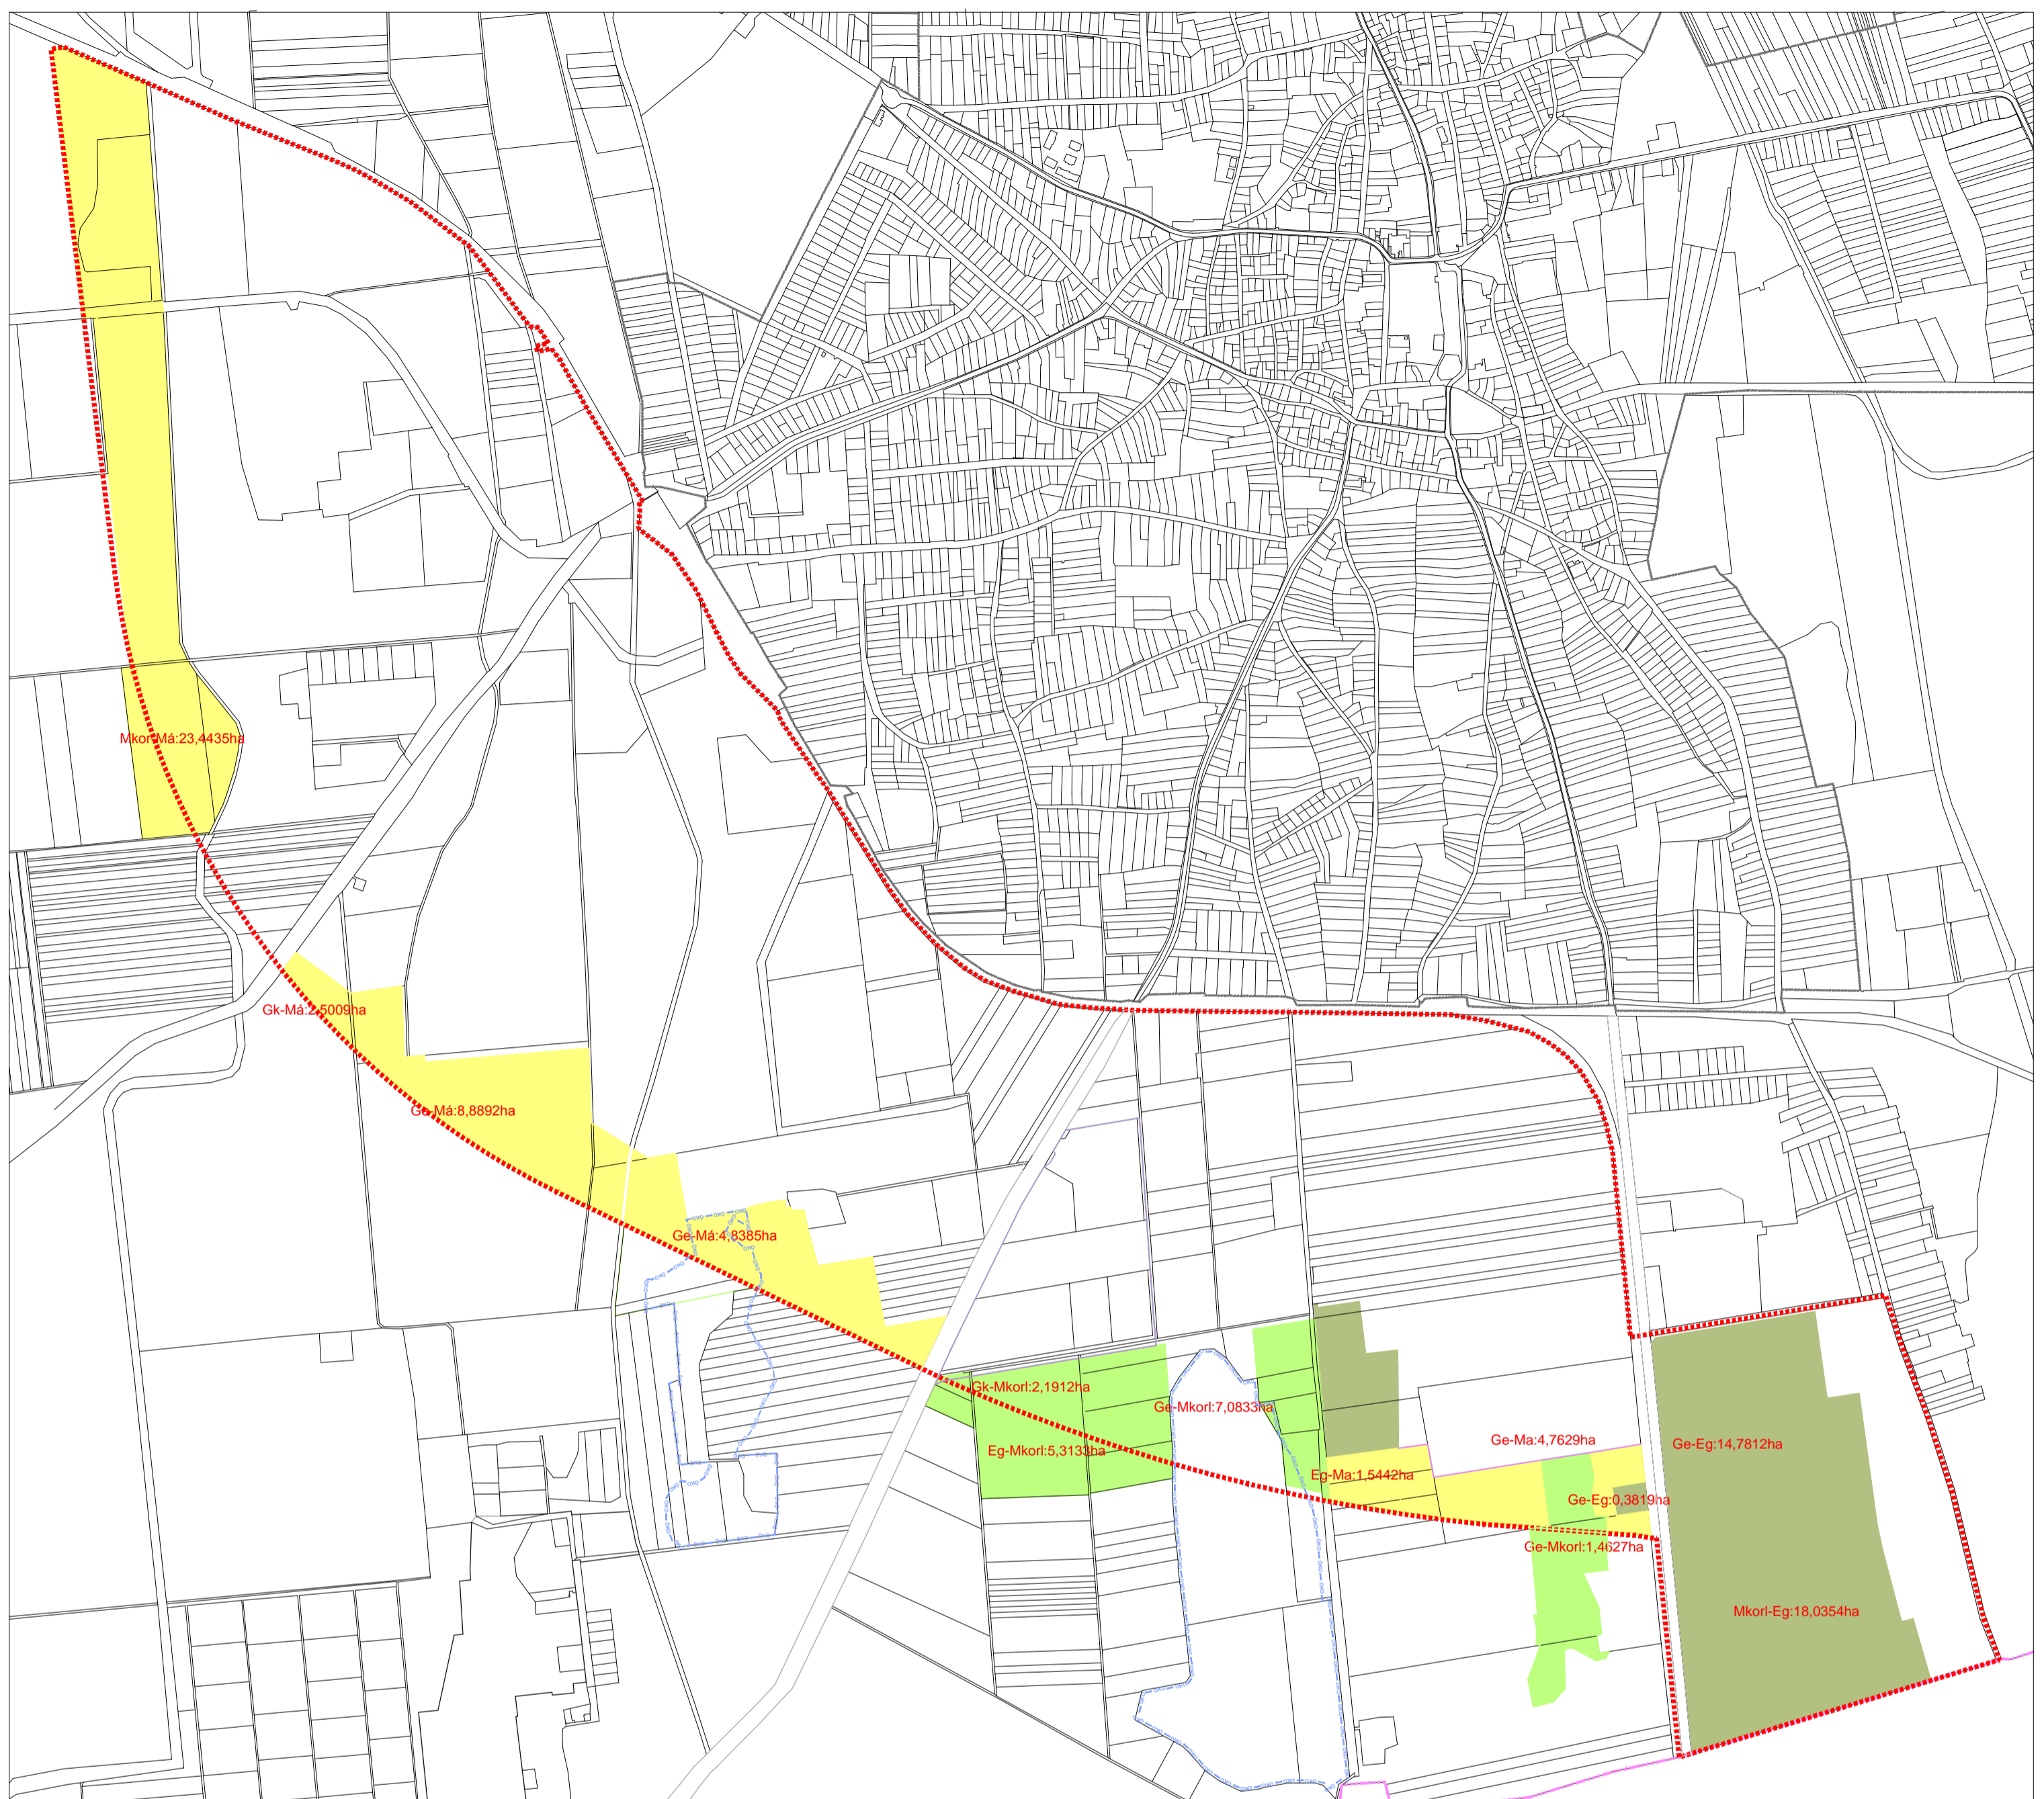 Mkor-Má:23,4435ha
Gk-Má:2,5009ha
Ge-Má:8,8892ha
Ge-Má:4,8385ha
Gk-Mkorl:2,1912ha
Ge-Mkorl:7,0833ha
Eg-Mkorl:5,3133ha
Ge-Ma:4,7629ha
Ge-Eg:14,7812ha
Eg-Ma:1,5442ha
Ge-Eg:0,3819ha
Ge-Mkorl:1,4627ha
Mkorl-Eg:18,0354ha